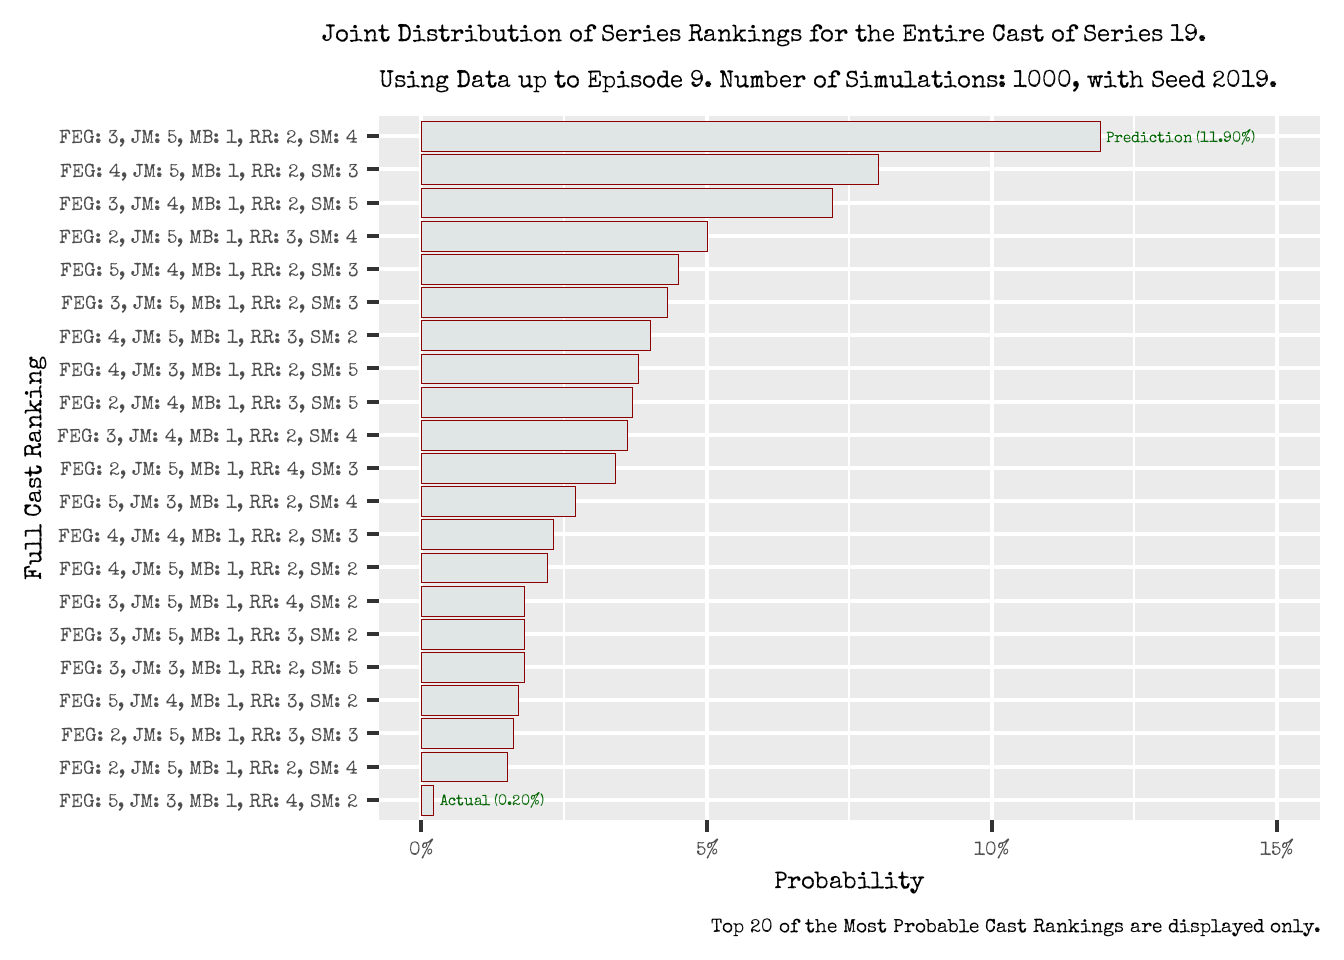 Joint Distribution of Series Rankings for the Entire Cast of Series 19.
Using Data up to Episode 9. Number of Simulations: 1000, with Seed 2019.
FEG: 3, JM: 5, MB: 1, RR: 2, SM: 4
Prediction (11.90%)
FEG: 4, JM: 5, MB: 1, RR: 2, SM: 3
FEG: 3, JM: 4, MB: 1, RR: 2, SM: 5
FEG: 2, JM: 5, MB: 1, RR: 3, SM: 4
FEG: 5, JM: 4, MB: 1, RR: 2, SM: 3
FEG: 3, JM: 5, MB: 1, RR: 2, SM: 3
FEG: 4, JM: 5, MB: 1, RR: 3, SM: 2
FEG: 4, JM: 3, MB: 1, RR: 2, SM: 5
FEG: 2, JM: 4, MB: 1, RR: 3, SM: 5
FEG: 3, JM: 4, MB: 1, RR: 2, SM: 4
FEG: 2, JM: 5, MB: 1, RR: 4, SM: 3
FEG: 5, JM: 3, MB: 1, RR: 2, SM: 4
FEG: 4, JM: 4, MB: 1, RR: 2, SM: 3
FEG: 4, JM: 5, MB: 1, RR: 2, SM: 2
FEG: 3, JM: 5, MB: 1, RR: 4, SM: 2
FEG: 3, JM: 5, MB: 1, RR: 3, SM: 2
FEG: 3, JM: 3, MB: 1, RR: 2, SM: 5
FEG: 5, JM: 4, MB: 1, RR: 3, SM: 2
FEG: 2, JM: 5, MB: 1, RR: 3, SM: 3
FEG: 2, JM: 5, MB: 1, RR: 2, SM: 4
FEG: 5, JM: 3, MB: 1, RR: 4, SM: 2
Actual (0.20%)
Full Cast Ranking
0%
5%
10%
15%
Probability
Top 20 of the Most Probable Cast Rankings are displayed only.